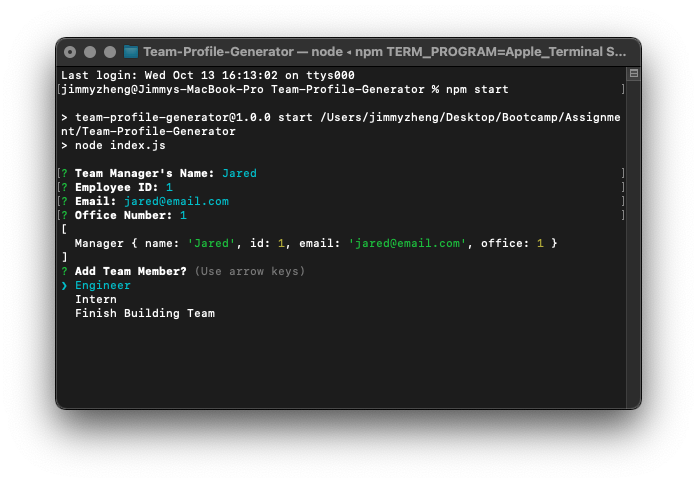 Team-Profile-Generator — node ◂ npm TERM_PROGRAM=Apple_Terminal S...
Last login: Wed Oct 13 16:13:02 on ttys000
[jimmyzheng@Jimmys-MacBook-Pro Team-Profile-Generator % npm start ]
> team-profile-generator@1.0.0 start /Users/jimmyzheng/Desktop/Bootcamp/Assignme
nt/Team-Profile-Generator
> node index.js
[? Team Manager's Name: Jared ]
[? Employee ID: 1 ]
[? Email: jared@email.com ]
[? Office Number: 1 ]
[
  Manager { name: 'Jared', id: 1, email: 'jared@email.com', office: 1 }
]
? Add Team Member? (Use arrow keys)
❯ Engineer
  Intern
  Finish Building Team